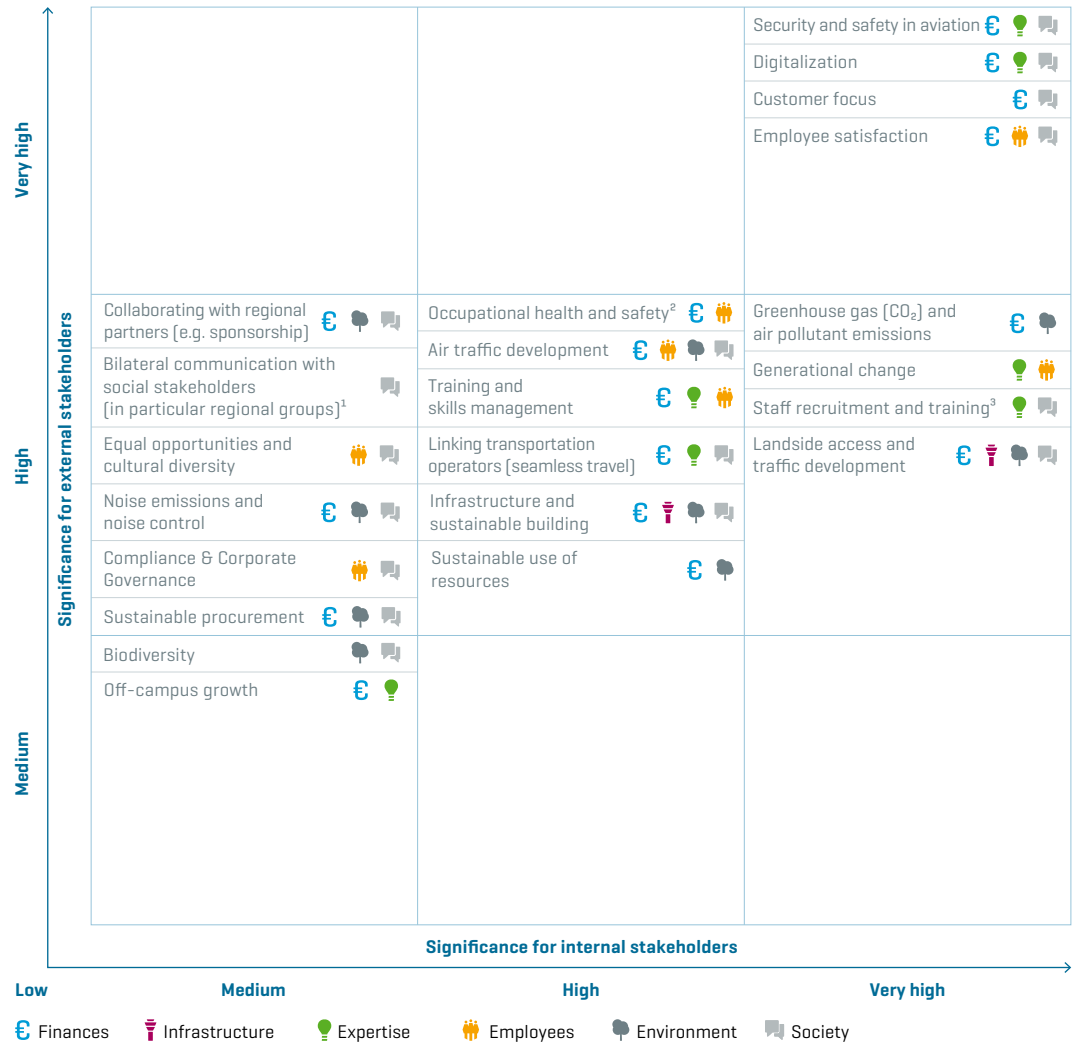 Very high
High
Medium
Significance for external stakeholders
Security and safety in aviation
Digitalization
Customer focus
Employee satisfaction
Collaborating with regional
partners (e.g. sponsorship)
Bilateral communication with
social stakeholders
(in particular regional groups)¹
Equal opportunities and
cultural diversity
Noise emissions and
noise control
Compliance & Corporate
Governance
Sustainable procurement
Occupational health and safety²
Air traffic development
Training and
skills management
Linking transportation
operators (seamless travel)
Infrastructure and
sustainable building
Sustainable use of
resources
Greenhouse gas (CO₂) and
air pollutant emissions
Generational change
Staff recruitment and training³
Landside access and
traffic development
Biodiversity
Off-campus growth
Significance for internal stakeholders
Low
Medium
High
Very high
€ Finances
Infrastructure
Expertise
Employees
Environment
Society